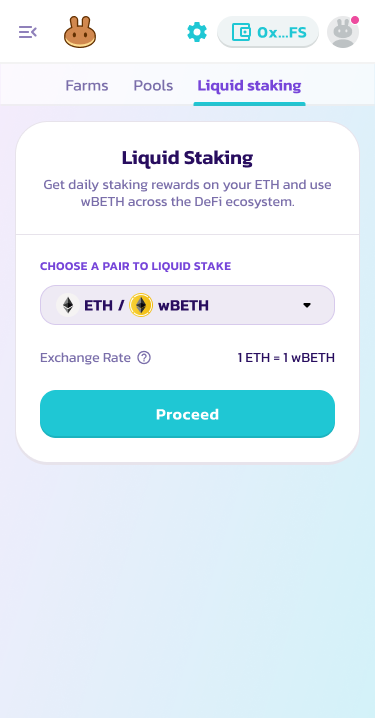 0x...FS
Farms Pools Liquid staking
Liquid Staking
Get daily staking rewards on your ETH and use
wBETH across the DeFi ecosystem.
CHOOSE A PAIR TO LIQUID STAKE
ETH / wBETH
Exchange Rate 1 ETH = 1 wBETH
Proceed